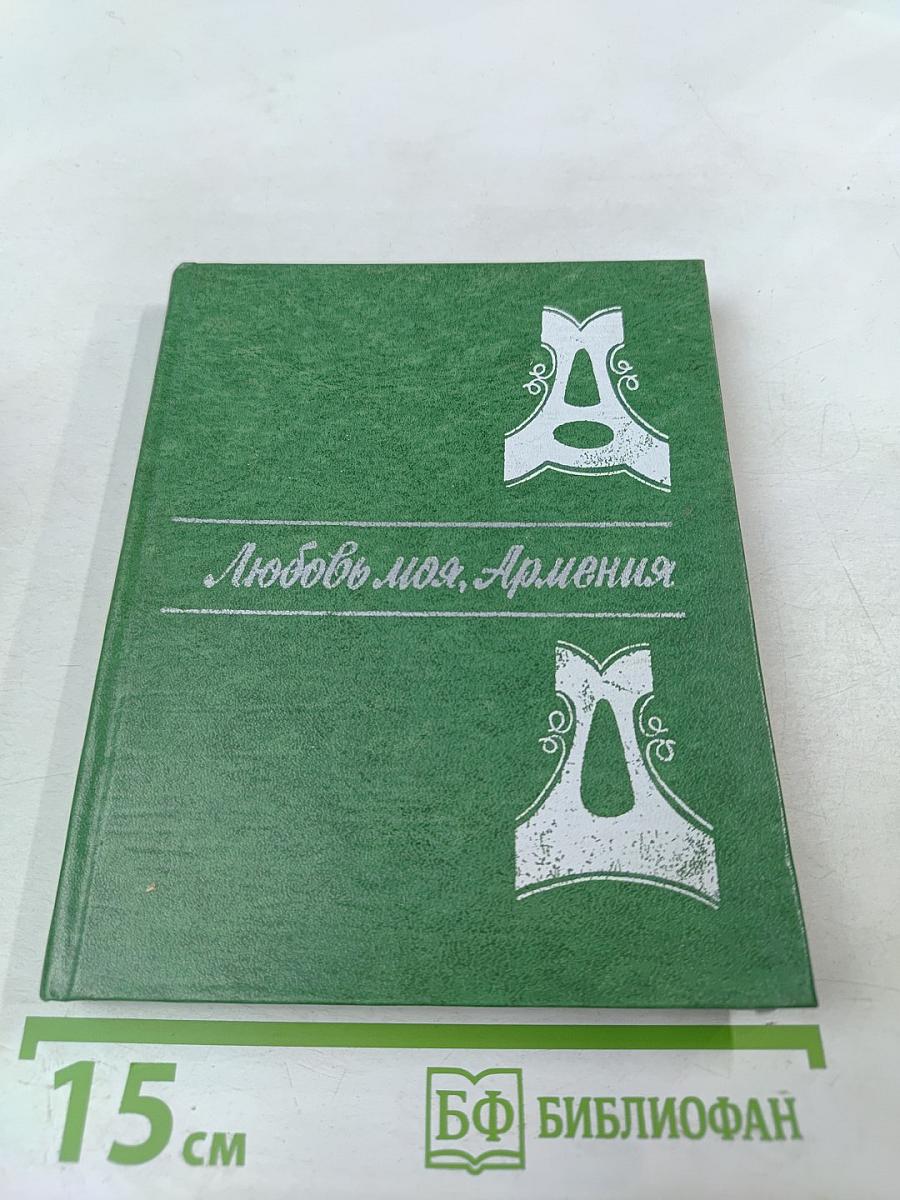 А
Любовь моя, Армения
Д
15 см
БФ БИБЛИОФАН